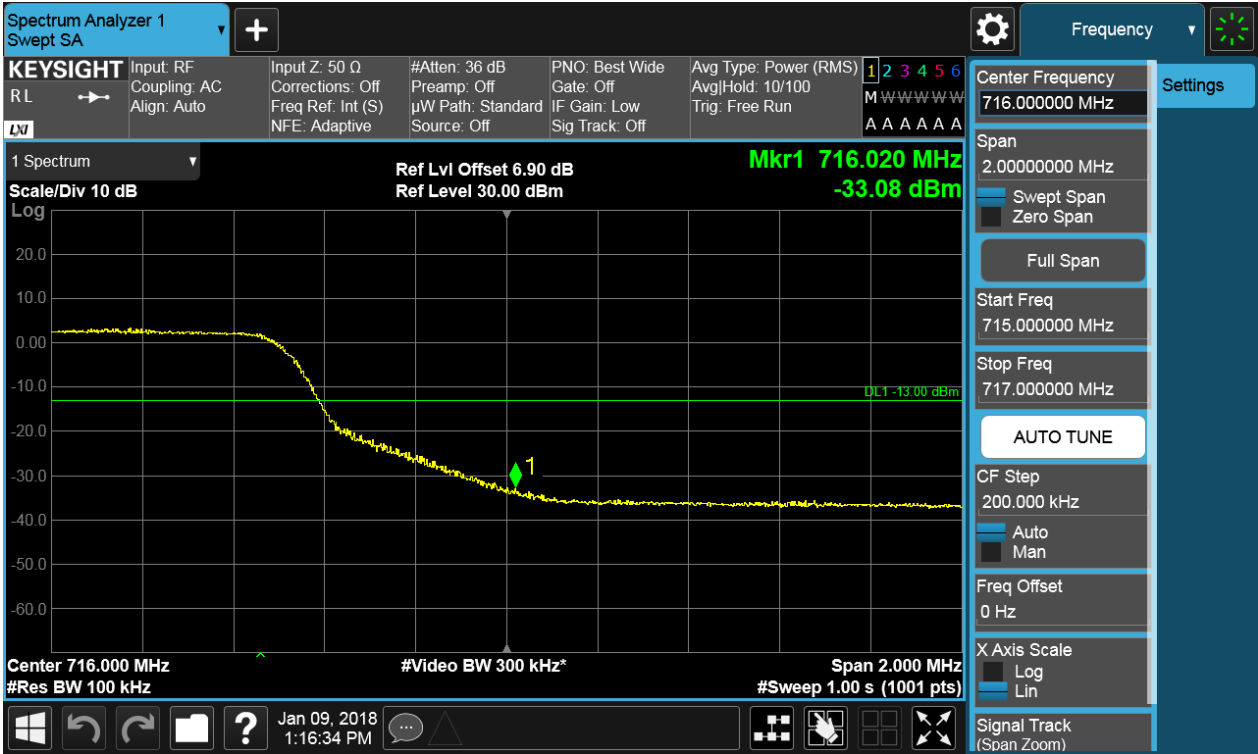 Spectrum Analyzer 1
Swept SA
Frequency
KEYSIGHT
R L
LXI
Input: RF
Coupling: AC
Align: Auto
Input Z: 50 Ω
Corrections: Off
Freq Ref: Int (S)
NFE: Adaptive
#Atten: 36 dB
Preamp: Off
µW Path: Standard
Source: Off
PNO: Best Wide
Gate: Off
IF Gain: Low
Sig Track: Off
Avg Type: Power (RMS)
Avg|Hold: 10/100
Trig: Free Run
1 2 3 4 5 6
M W W W W W
A A A A A A
1 Spectrum
Scale/Div 10 dB
Log
Ref Lvl Offset 6.90 dB
Ref Level 30.00 dBm
Mkr1 716.020 MHz
-33.08 dBm
20.0
10.0
0.00
-10.0
DL1 -13.00 dBm
-20.0
1
-30.0
-40.0
-50.0
-60.0
Center 716.000 MHz
#Video BW 300 kHz*
Span 2.000 MHz
#Res BW 100 kHz
#Sweep 1.00 s (1001 pts)
Jan 09, 2018
1:16:34 PM
Center Frequency
716.000000 MHz
Span
2.00000000 MHz
Swept Span
Zero Span
Full Span
Start Freq
715.000000 MHz
Stop Freq
717.000000 MHz
AUTO TUNE
CF Step
200.000 kHz
Auto
Man
Freq Offset
0 Hz
X Axis Scale
Log
Lin
Signal Track
(Span Zoom)
Settings